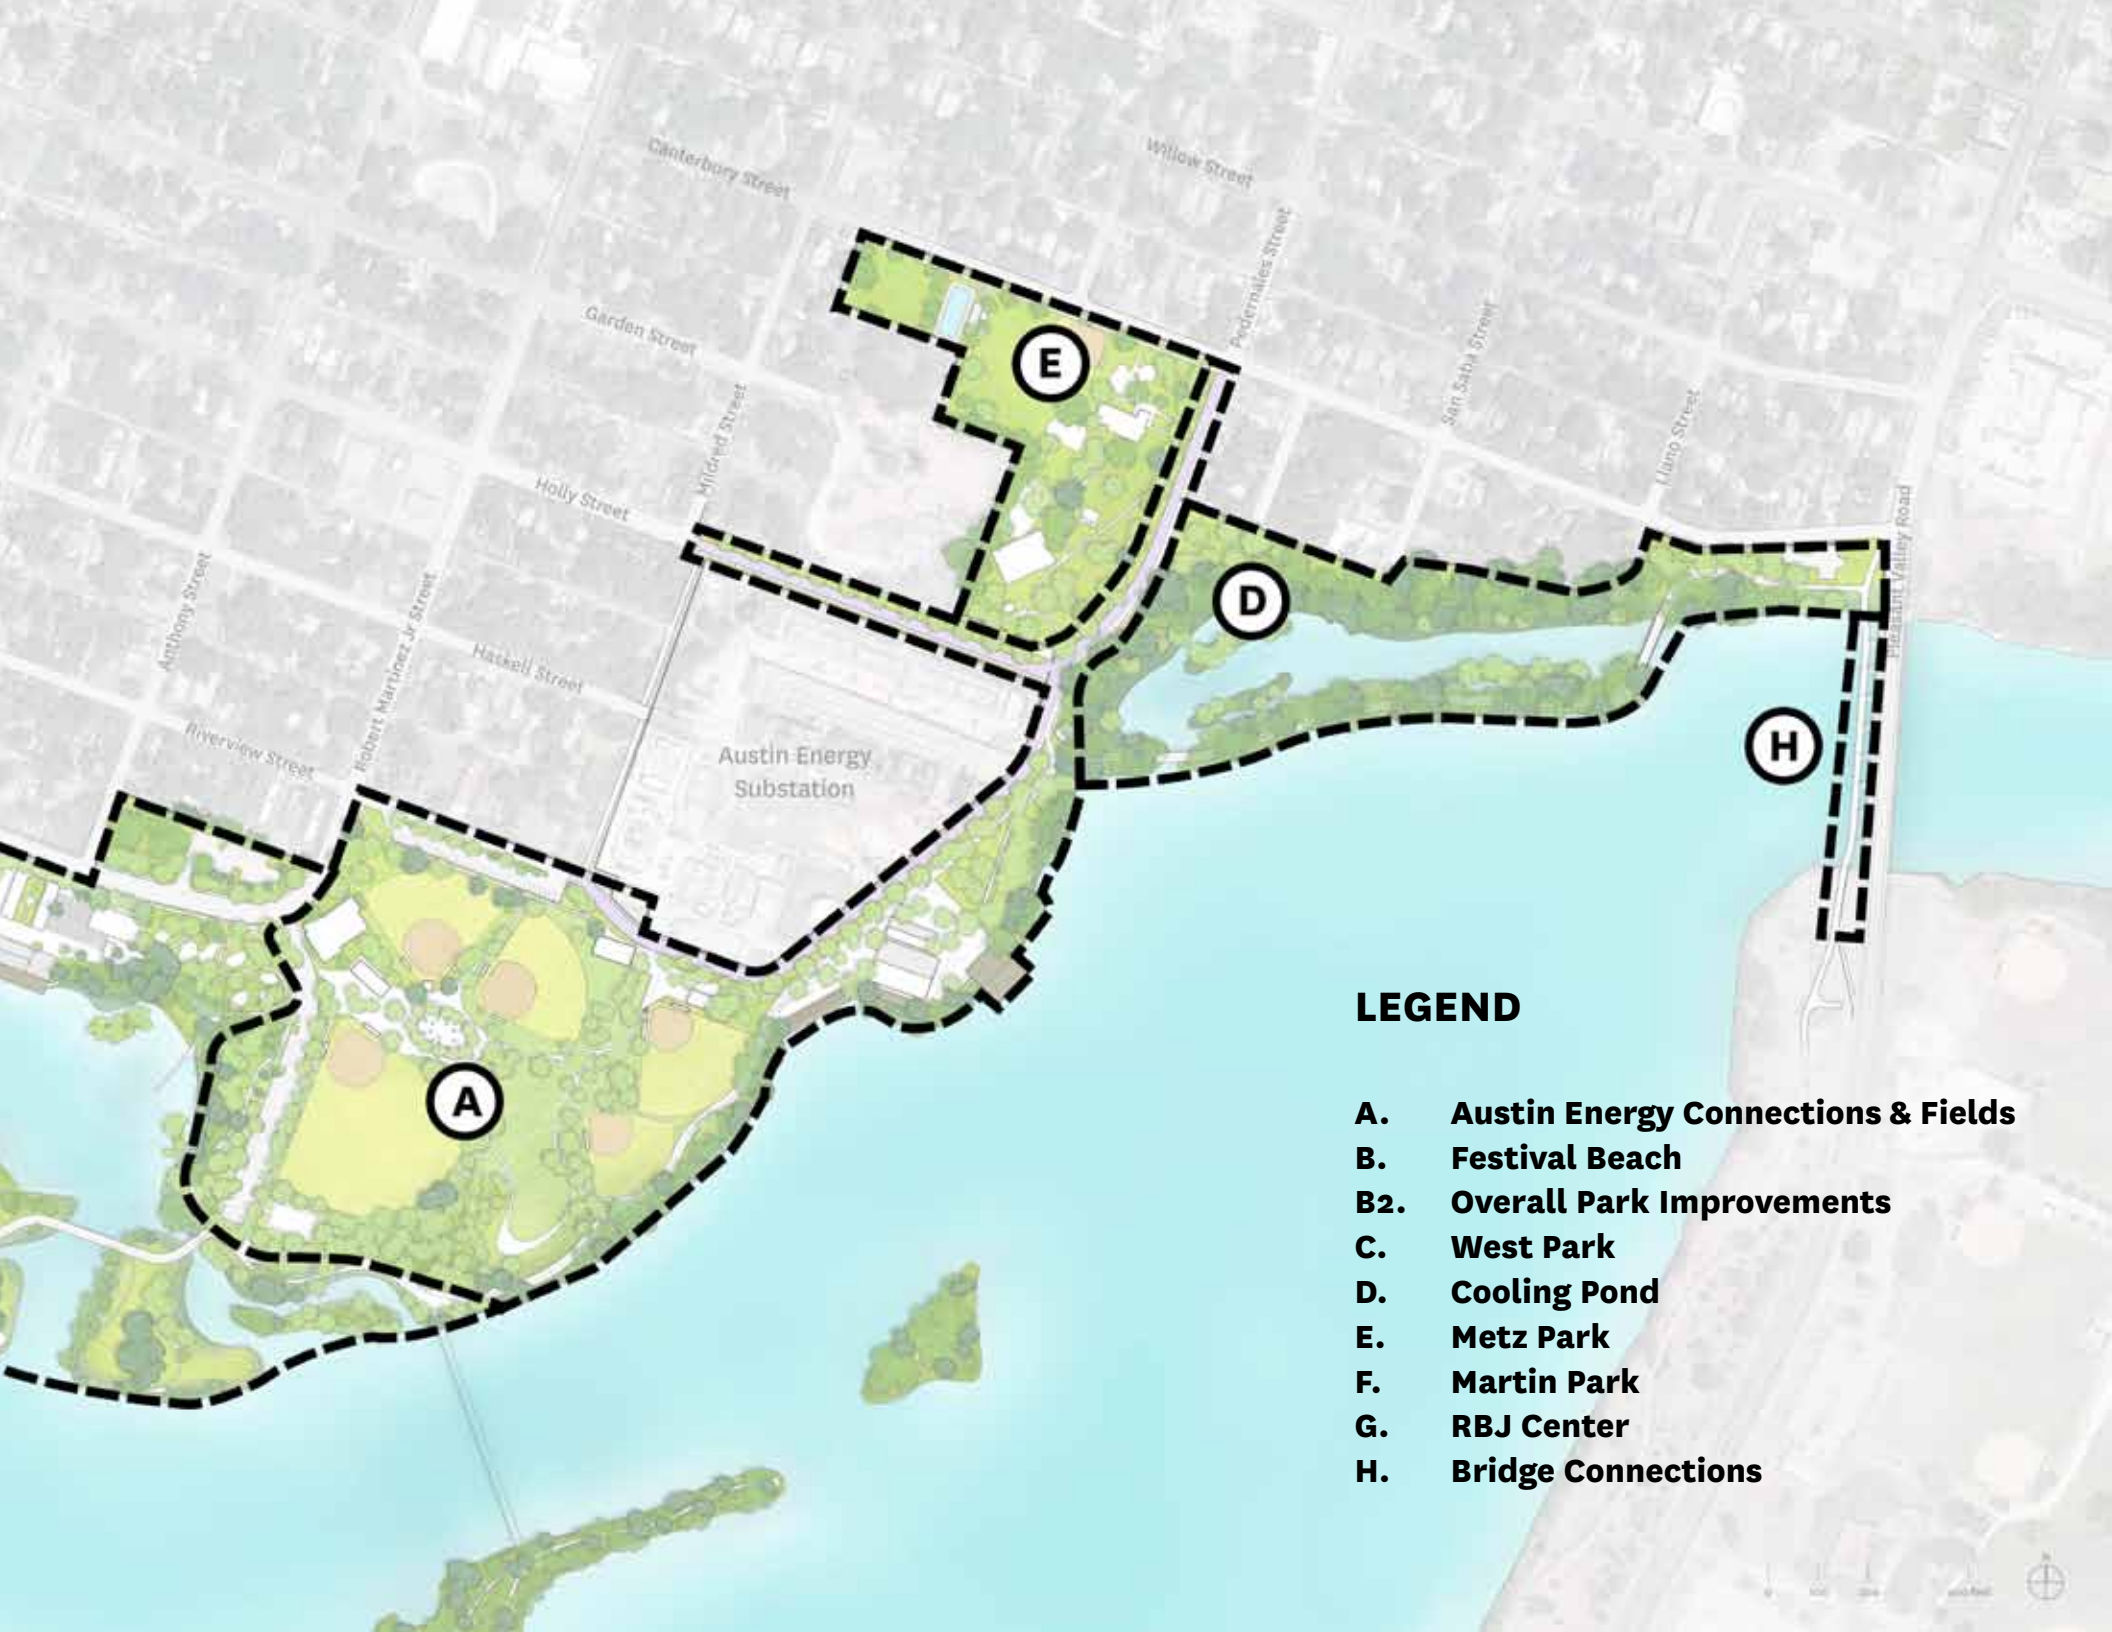 Canterbury Street
Willow Street
Pedernales Street
Garden Street
E
San Saba Street
Mildred Street
Llano Street
Holly Street
Pleasant Valley Road
Anthony Street
D
Robert Martinez Jr Street
Haskell Street
Riverview Street
H
Austin Energy
Substation
A
LEGEND
A. Austin Energy Connections & Fields
B. Festival Beach
B2. Overall Park Improvements
C. West Park
D. Cooling Pond
E. Metz Park
F. Martin Park
G. RBJ Center
H. Bridge Connections